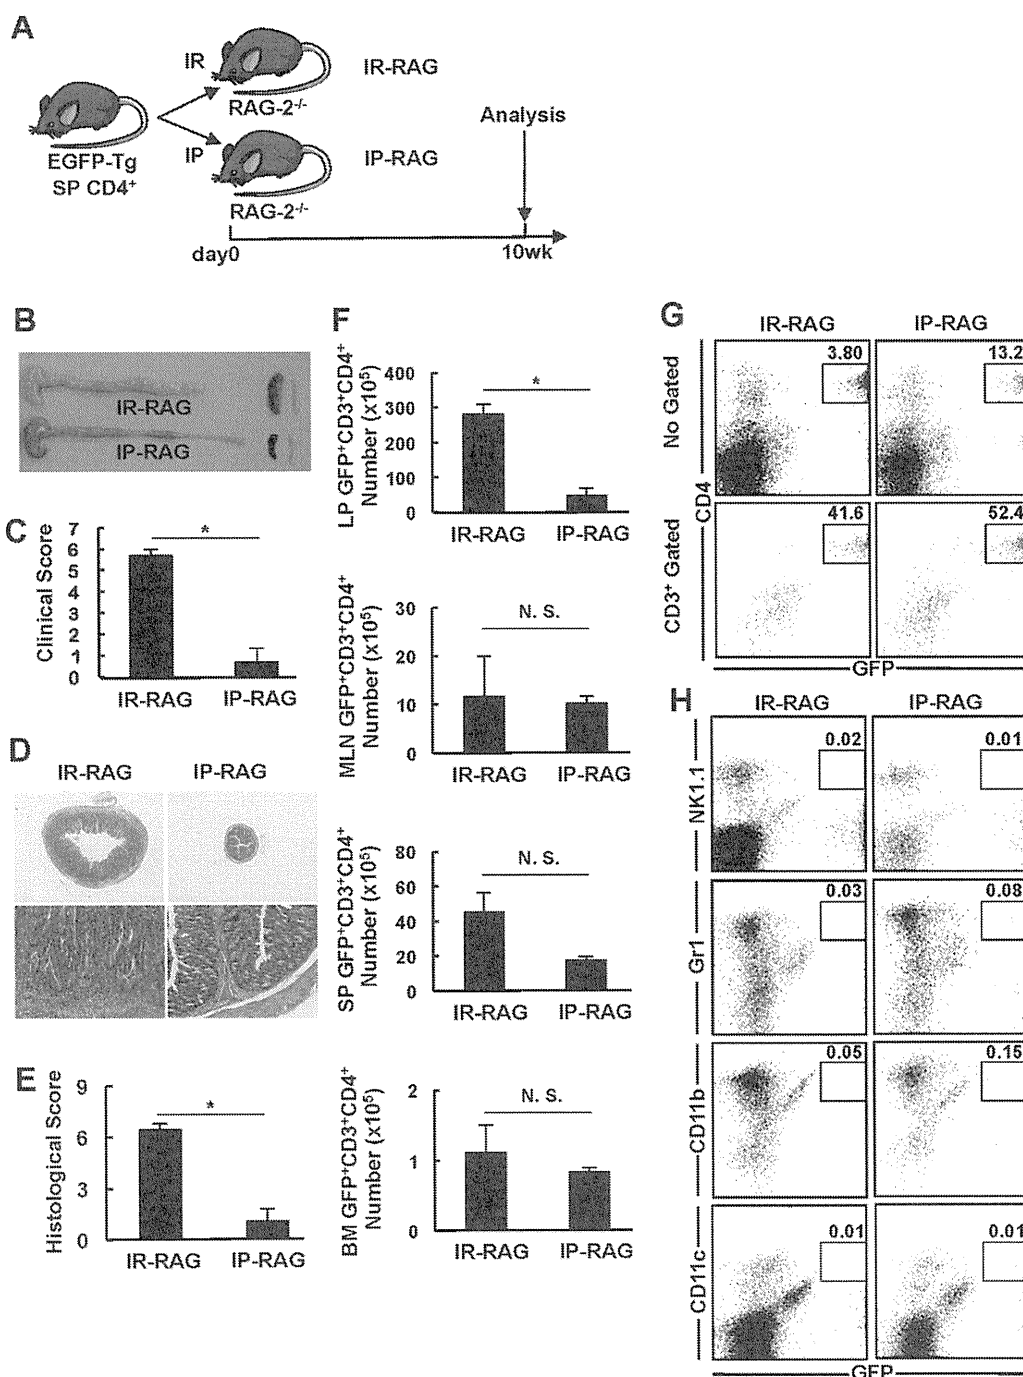 A
IR
RAG-2-/-
IR-RAG
EGFP-Tg
SP CD4+
IP
RAG-2-/-
IP-RAG
Analysis
day0
10wk
B
IR-RAG
IP-RAG
C
Clinical Score
7
6
5
4
3
2
1
0
*
IR-RAG
IP-RAG
D
IR-RAG
IP-RAG
E
Histological Score
9
6
3
0
*
IR-RAG
IP-RAG
F
LP GFP+CD3+CD4+
Number (x10⁵)
400
300
200
100
0
*
IR-RAG
IP-RAG
MLN GFP+CD3+CD4+
Number (x10⁵)
30
20
10
0
N. S.
IR-RAG
IP-RAG
SP GFP+CD3+CD4+
Number (x10⁵)
80
60
40
20
0
N. S.
IR-RAG
IP-RAG
BM GFP+CD3+CD4+
Number (x10⁵)
2
1
0
N. S.
IR-RAG
IP-RAG
G
IR-RAG
IP-RAG
No Gated
3.80
13.2
CD4
CD3+ Gated
41.6
52.4
GFP
H
IR-RAG
IP-RAG
NK1.1
0.02
0.01
Gr1
0.03
0.08
CD11b
0.05
0.15
CD11c
0.01
0.01
GFP